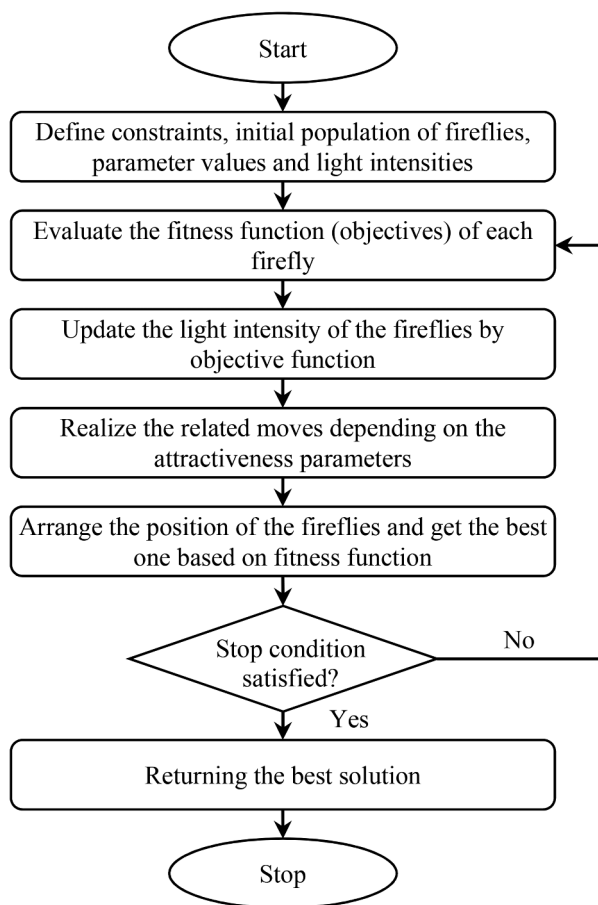 Start
Define constraints, initial population of fireflies,
parameter values and light intensities
Evaluate the fitness function (objectives) of each
firefly
Update the light intensity of the fireflies by
objective function
Realize the related moves depending on the
attractiveness parameters
Arrange the position of the fireflies and get the best
one based on fitness function
Stop condition
satisfied?
No
Yes
Returning the best solution
Stop